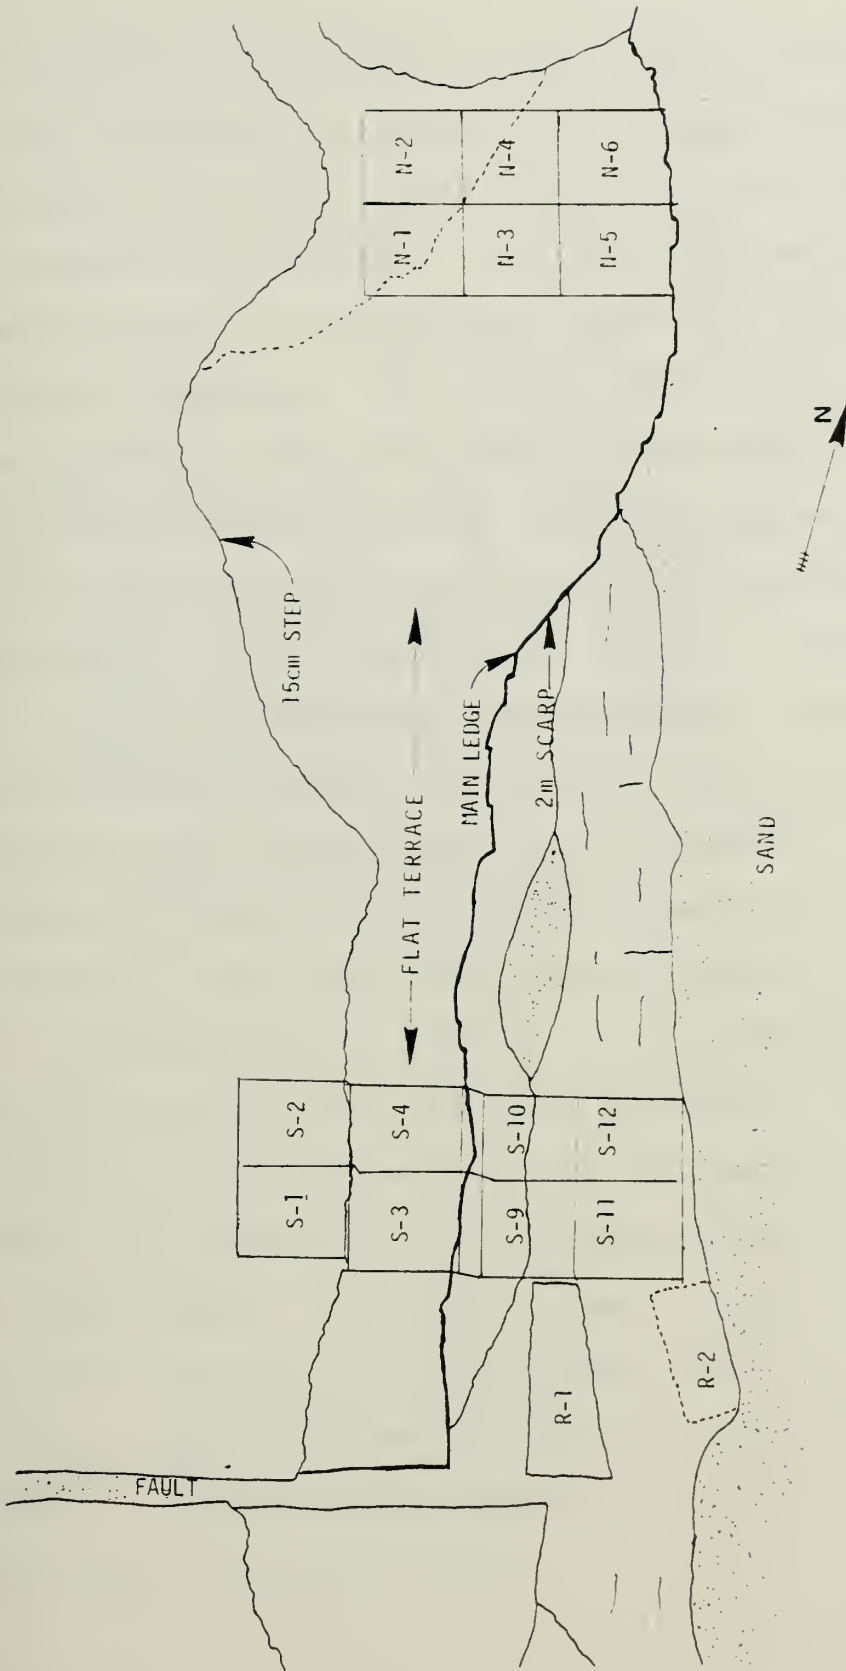 N-2
N-4
N-6
N-1
N-3
N-5
N
15cm STEP
FLAT TERRACE
MAIN LEDGE
2m SCARP
SAND
S-2
S-4
S-10
S-12
S-1
S-3
S-9
S-11
R-1
R-2
FAULT